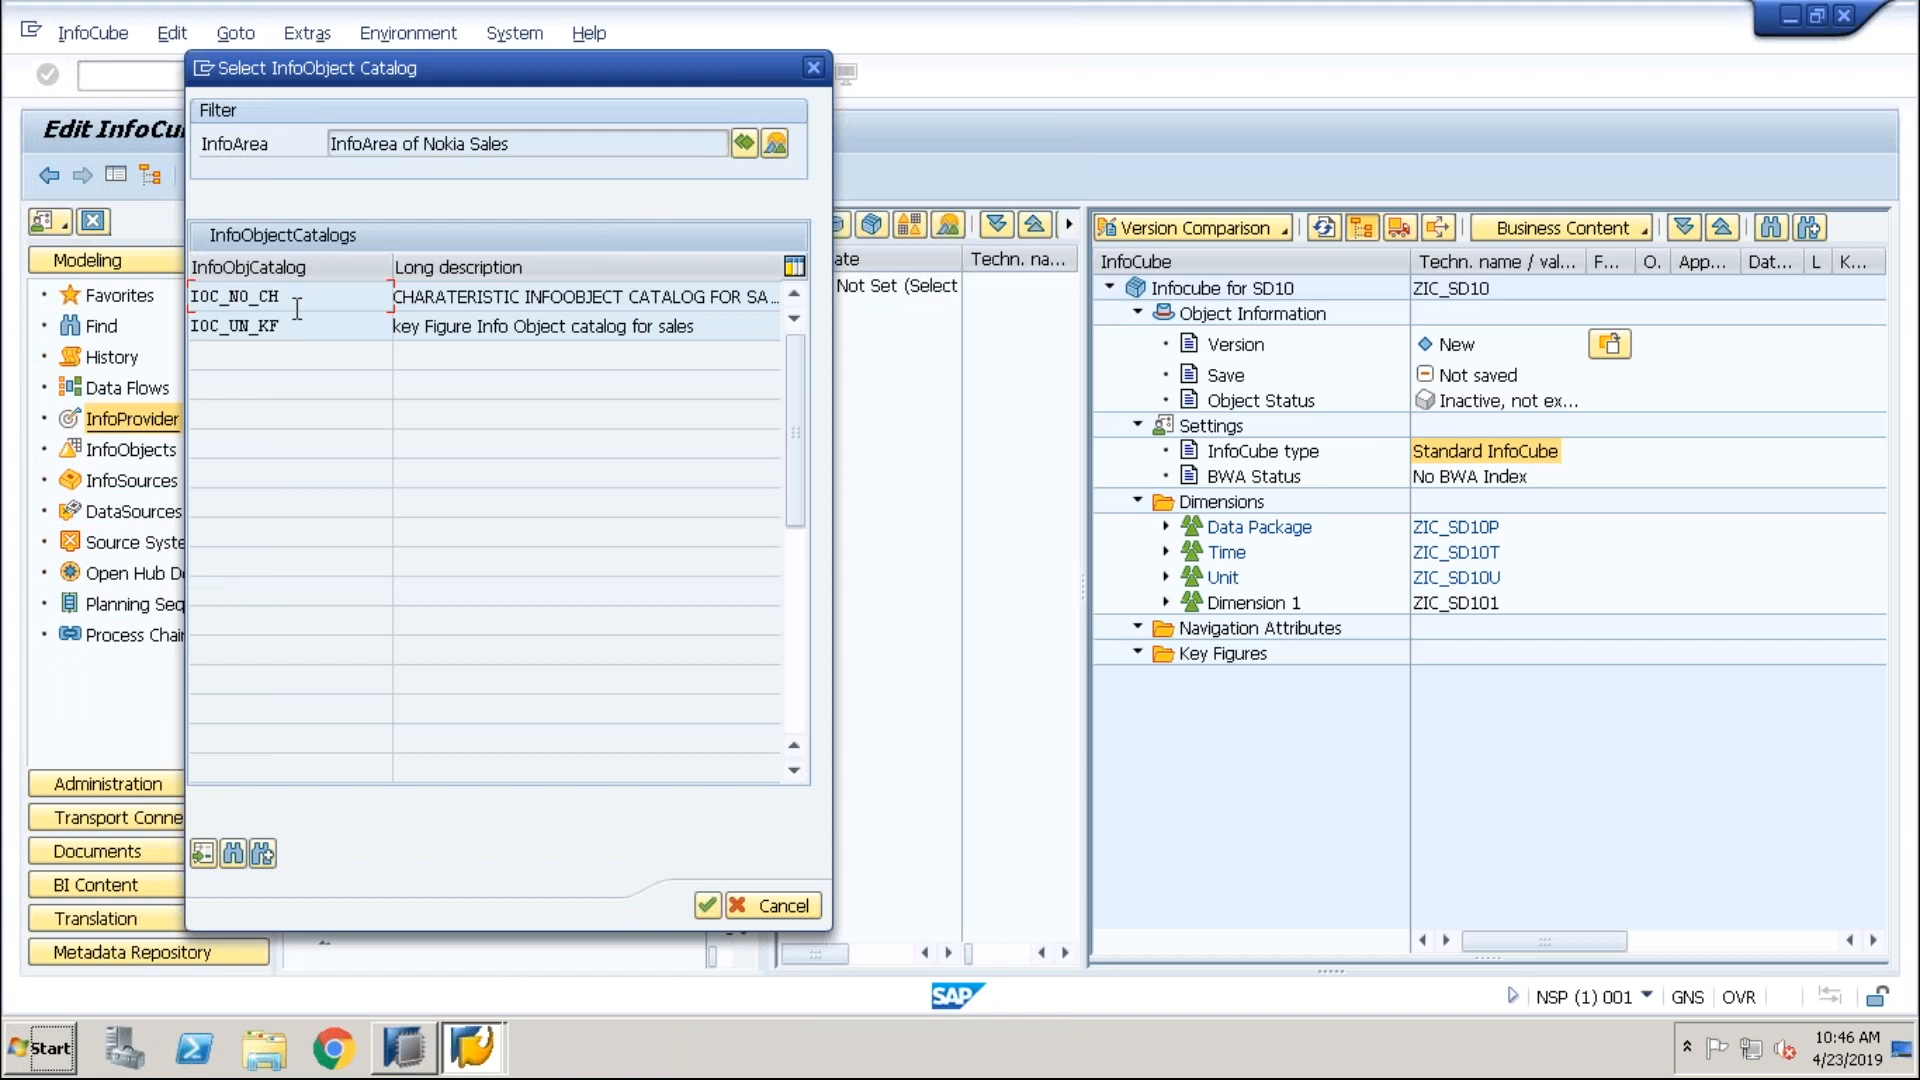 InfoCube Edit Goto Extras Environment System Help
Select InfoObject Catalog
Filter
InfoArea InfoArea of Nokia Sales
InfoObjectCatalogs
InfoObjCatalog Long description
IOC_NO_CH CHARATERISTIC INFOOBJECT CATALOG FOR SA...
IOC_UN_KF key Figure Info Object catalog for sales
Cancel
Edit InfoCu
Modeling
Favorites
Find
History
Data Flows
InfoProvider
InfoObjects
InfoSources
DataSources
Source Syste
Open Hub D
Planning Seq
Process Chai
Administration
Transport Conne
Documents
BI Content
Translation
Metadata Repository
ate Techn. na...
Not Set (Select
Version Comparison Business Content
InfoCube Techn. name / val... F... O. App... Dat... L K...
Infocube for SD10 ZIC_SD10
Object Information
Version New
Save Not saved
Object Status Inactive, not ex...
Settings
InfoCube type Standard InfoCube
BWA Status No BWA Index
Dimensions
Data Package ZIC_SD10P
Time ZIC_SD10T
Unit ZIC_SD10U
Dimension 1 ZIC_SD101
Navigation Attributes
Key Figures
SAP
NSP (1) 001 GNS OVR
Start
10:46 AM
4/23/2019